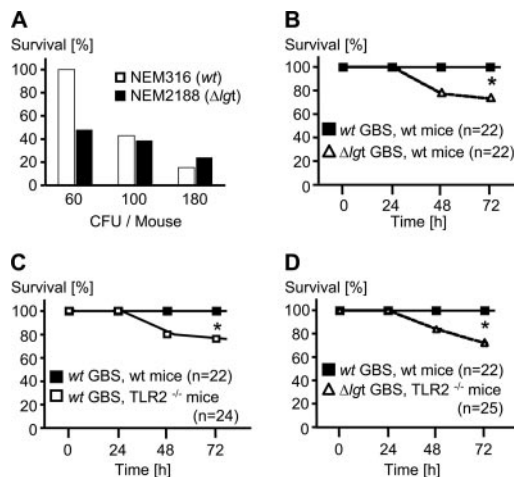 A
Survival [%]
100
80
60
40
20
0
NEM316 (wt)
NEM2188 (Δlgt)
60 100 180
CFU / Mouse
B
Survival [%]
100
80
60
40
20
0
*
wt GBS, wt mice (n=22)
Δlgt GBS, wt mice (n=22)
0 24 48 72
Time [h]
C
Survival [%]
100
80
60
40
20
0
*
wt GBS, wt mice (n=22)
wt GBS, TLR2 -/- mice
(n=24)
0 24 48 72
Time [h]
D
Survival [%]
100
80
60
40
20
0
*
wt GBS, wt mice (n=22)
Δlgt GBS, TLR2 -/- mice
(n=25)
0 24 48 72
Time [h]